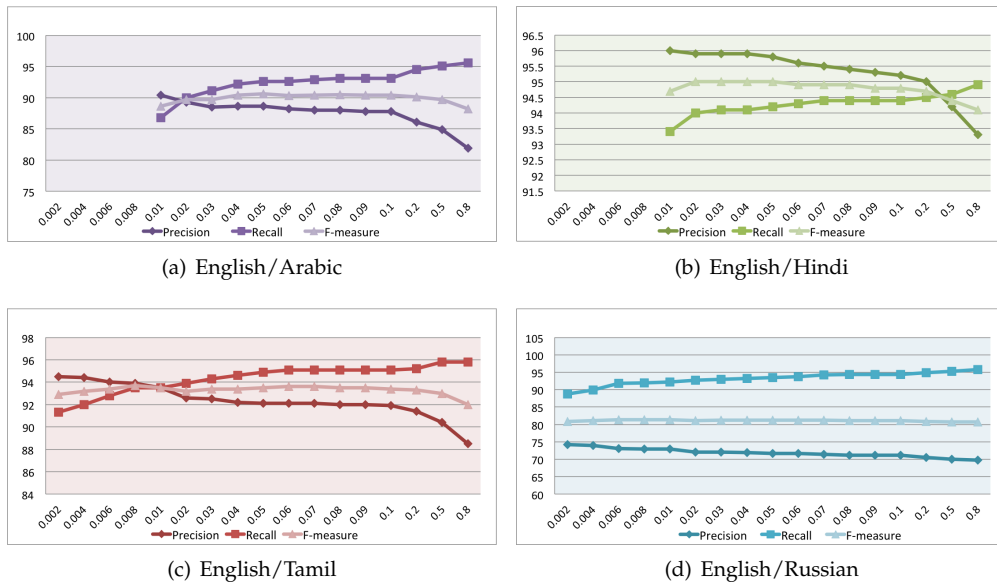 100
95
90
85
80
75
0.002 0.004 0.006 0.008 0.01 0.02 0.03 0.04 0.05 0.06 0.07 0.08 0.09 0.1 0.2 0.5 0.8
Precision Recall F-measure
(a) English/Arabic
96.5
96
95.5
95
94.5
94
93.5
93
92.5
92
91.5
0.002 0.004 0.006 0.008 0.01 0.02 0.03 0.04 0.05 0.06 0.07 0.08 0.09 0.1 0.2 0.5 0.8
Precision Recall F-measure
(b) English/Hindi
98
96
94
92
90
88
86
84
0.002 0.004 0.006 0.008 0.01 0.02 0.03 0.04 0.05 0.06 0.07 0.08 0.09 0.1 0.2 0.5 0.8
Precision Recall F-measure
(c) English/Tamil
105
100
95
90
85
80
75
70
65
60
0.002 0.004 0.006 0.008 0.01 0.02 0.03 0.04 0.05 0.06 0.07 0.08 0.09 0.1 0.2 0.5 0.8
Precision Recall F-measure
(d) English/Russian